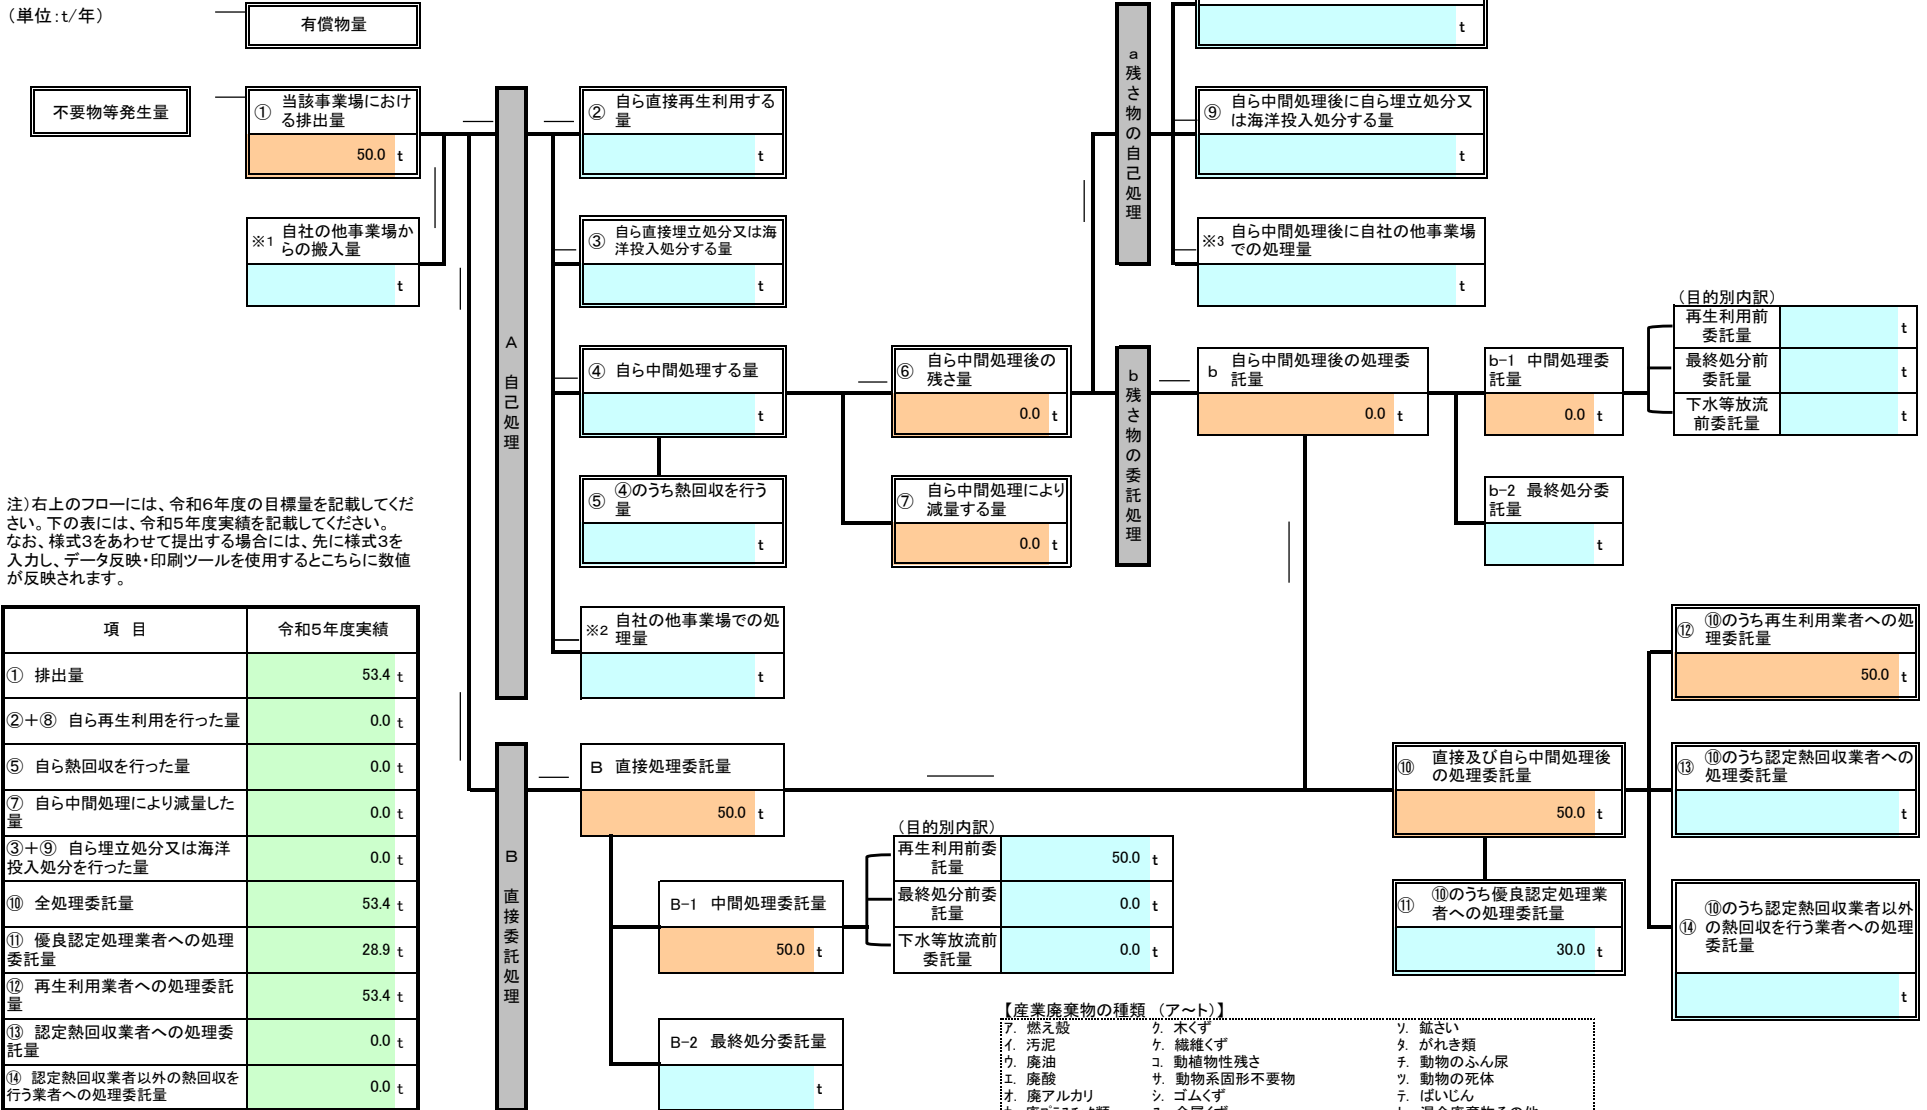 （単位:t/年）
有償物量
t
不要物等発生量
① 当該事業場におけ
る排出量
50.0 t
※1 自社の他事業場か
らの搬入量
t
A 自己処理
② 自ら直接再生利用する
量
t
③ 自ら直接埋立処分又は海
洋投入処分する量
t
④ 自ら中間処理する量
t
⑤ ④のうち熱回収を行う
量
t
※2 自社の他事業場での処
理量
t
⑥ 自ら中間処理後の
残さ量
0.0 t
⑦ 自ら中間処理により
減量する量
0.0 t
a 残さ物の自己処理
⑨ 自ら中間処理後に自ら埋立処分又
は海洋投入処分する量
t
※3 自ら中間処理後に自社の他事業場
での処理量
t
b 残さ物の委託処理
b 自ら中間処理後の処理委
託量
0.0 t
b-1 中間処理委
託量
0.0 t
b-2 最終処分委
託量
t
（目的別内訳）
再生利用前
委託量
t
最終処分前
委託量
t
下水等放流
前委託量
t
注）右上のフローには、令和６年度の目標量を記載してくだ
さい。下の表には、令和５年度実績を記載してください。
なお、様式３をあわせて提出する場合には、先に様式３を
入力し、データ反映・印刷ツールを使用するとこちらに数値
が反映されます。
項 目 令和５年度実績
① 排出量 53.4 t
②＋⑧ 自ら再生利用を行った量 0.0 t
⑤ 自ら熱回収を行った量 0.0 t
⑦ 自ら中間処理により減量した
量 0.0 t
③＋⑨ 自ら埋立処分又は海洋
投入処分を行った量 0.0 t
⑩ 全処理委託量 53.4 t
⑪ 優良認定処理業者への処理
委託量 28.9 t
⑫ 再生利用業者への処理委託
量 53.4 t
⑬ 認定熱回収業者への処理委
託量 0.0 t
⑭ 認定熱回収業者以外の熱回収を
行う業者への処理委託量 0.0 t
B 直接委託処理
B 直接処理委託量
50.0 t
B-1 中間処理委託量
50.0 t
B-2 最終処分委託量
t
（目的別内訳）
再生利用前委
託量
50.0 t
最終処分前委
託量
0.0 t
下水等放流前
委託量
0.0 t
⑩ 直接及び自ら中間処理後
の処理委託量
50.0 t
⑪ ⑩のうち優良認定処理業
者への処理委託量
30.0 t
⑫ ⑩のうち再生利用業者への処
理委託量
50.0 t
⑬ ⑩のうち認定熱回収業者への
処理委託量
t
⑭ ⑩のうち認定熱回収業者以外
の熱回収を行う業者への処理
委託量
t
【産業廃棄物の種類 （ア～ト）】
ア. 燃え殻 ク. 木くず ソ. 鉱さい
イ. 汚泥 ケ. 繊維くず タ. がれき類
ウ. 廃油 コ. 動植物性残さ チ. 動物のふん尿
エ. 廃酸 サ. 動物系固形不要物 ツ. 動物の死体
オ. 廃アルカリ シ. ゴムくず テ. ばいじん